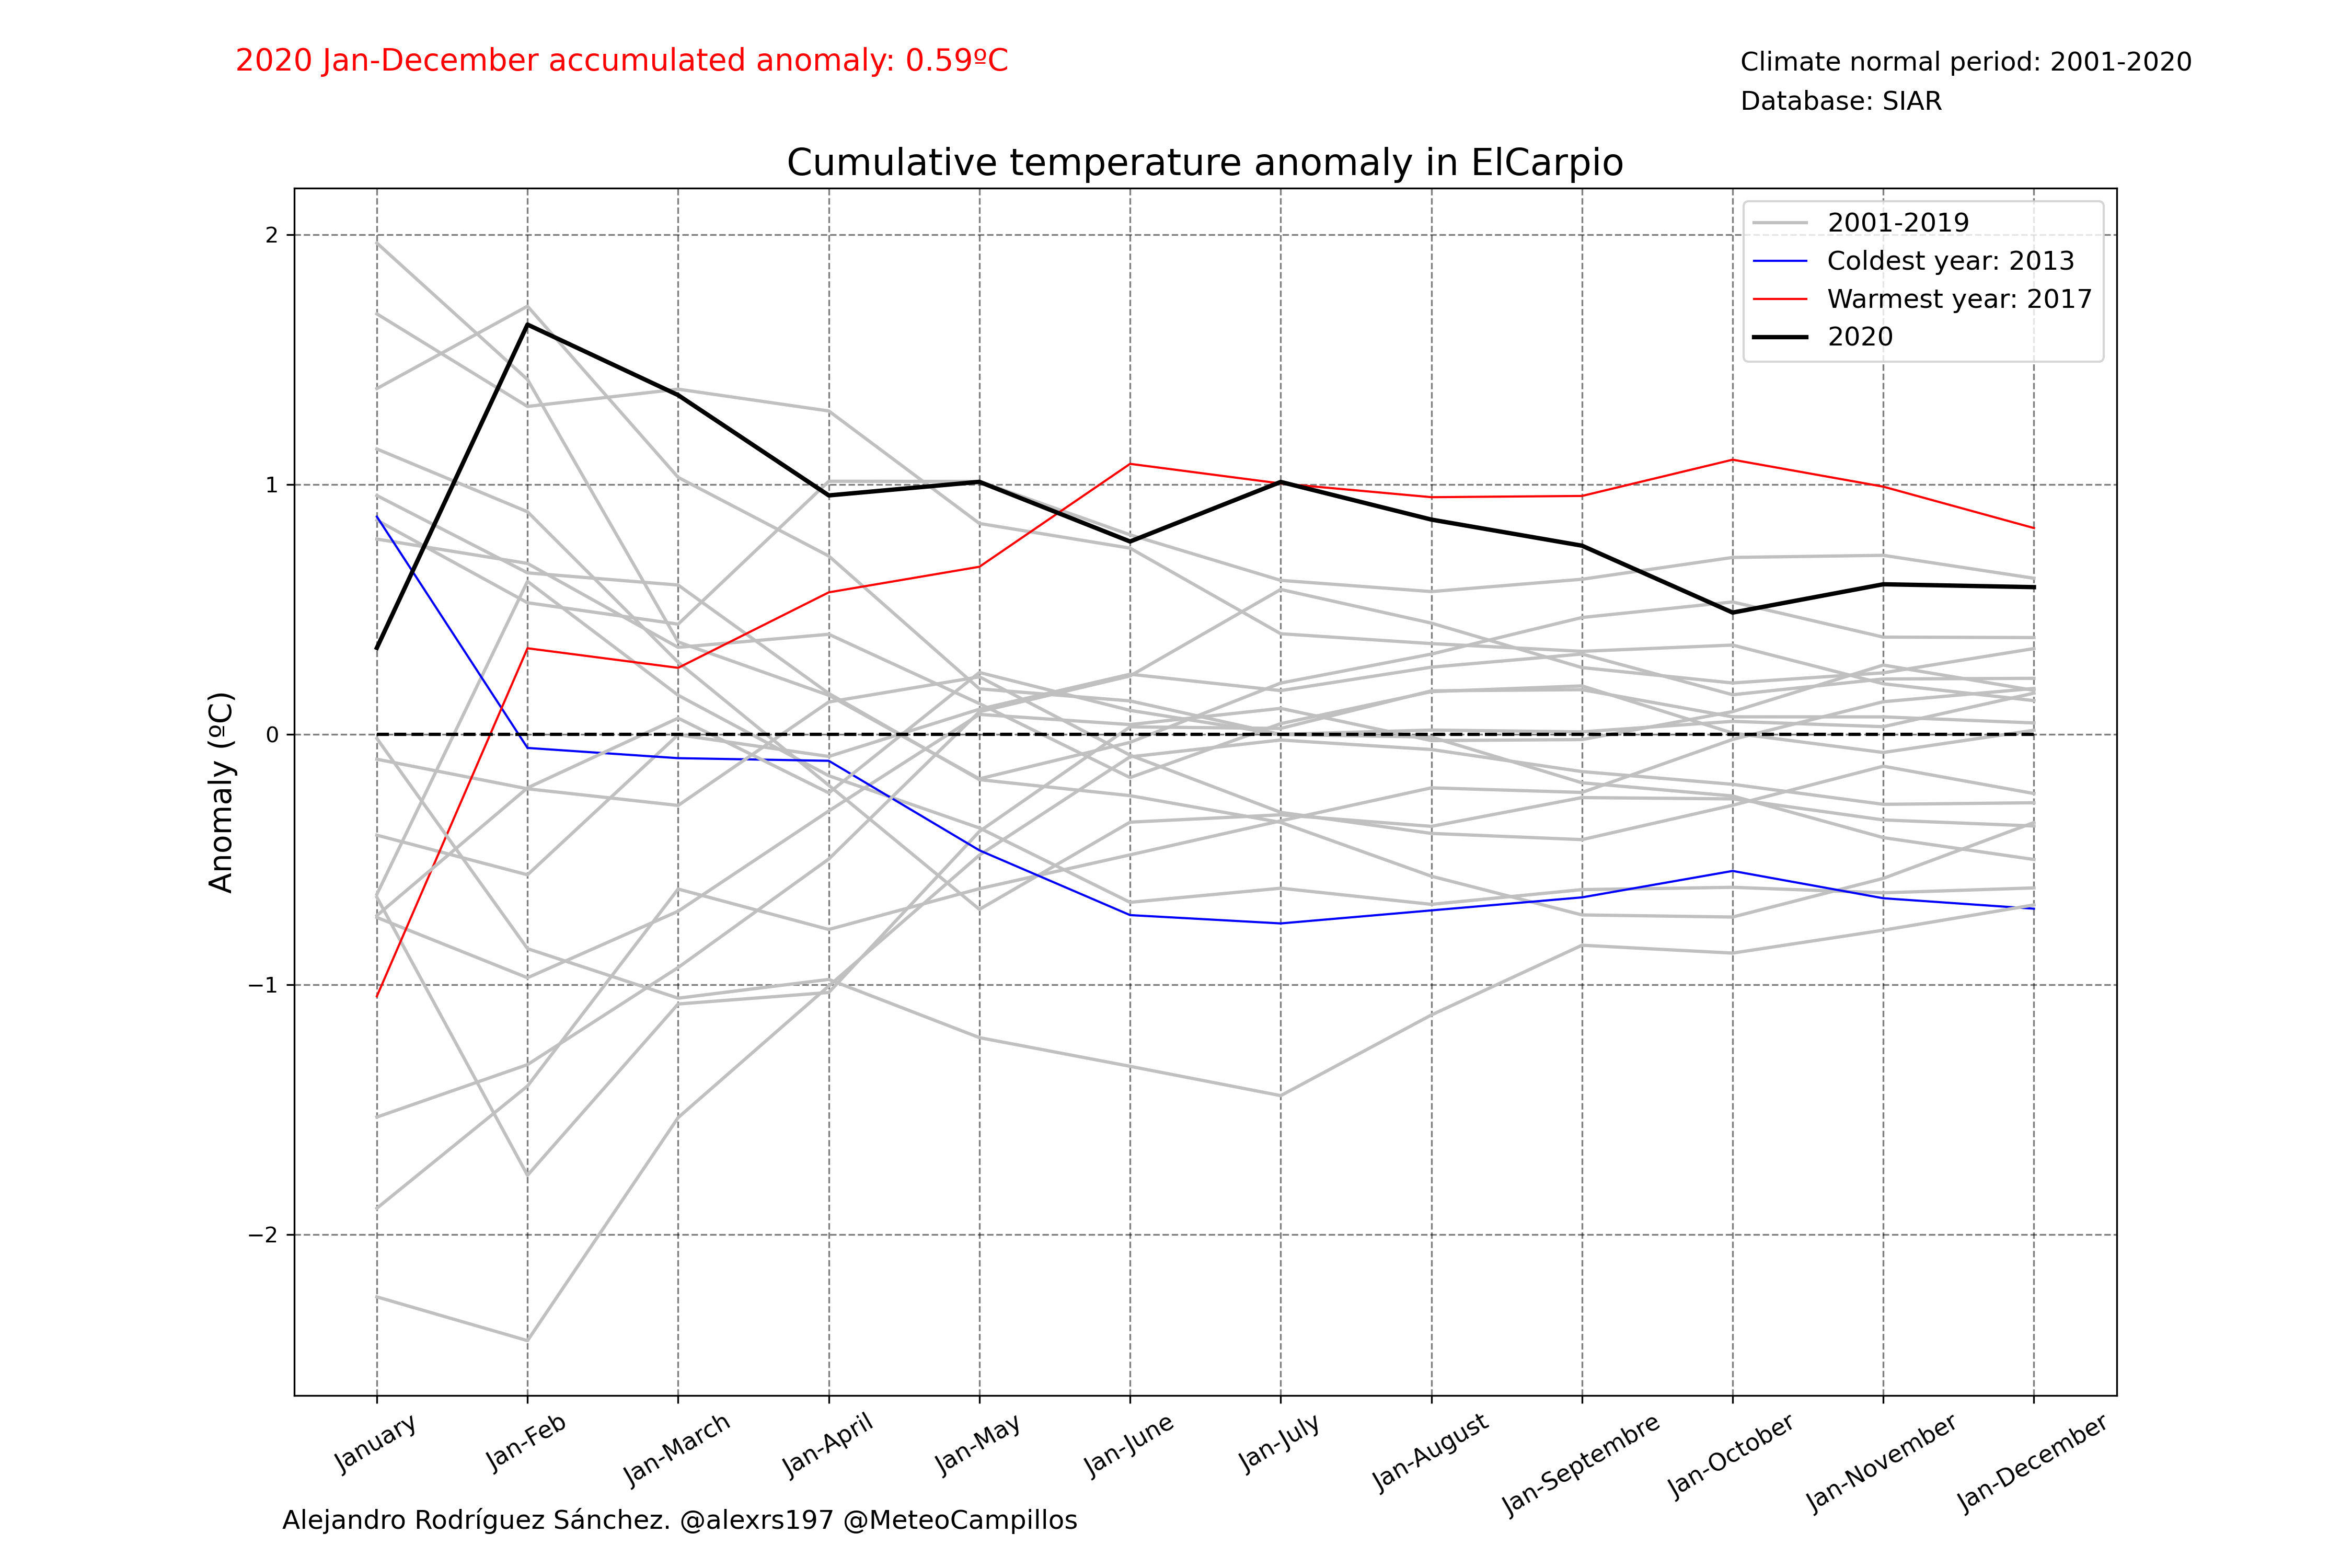 2020 Jan-December accumulated anomaly: 0.59ºC
Climate normal period: 2001-2020
Database: SIAR
Cumulative temperature anomaly in ElCarpio
2001-2019
Coldest year: 2013
Warmest year: 2017
2020
Anomaly (ºC)
2
1
0
−1
−2
January
Jan-Feb
Jan-March
Jan-April
Jan-May
Jan-June
Jan-July
Jan-August
Jan-Septembre
Jan-October
Jan-November
Jan-December
Alejandro Rodríguez Sánchez. @alexrs197 @MeteoCampillos